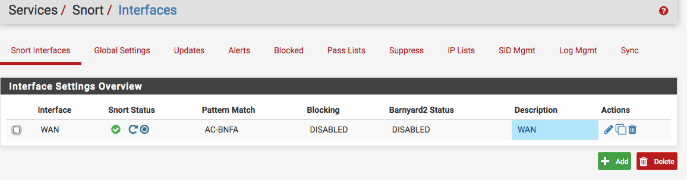 Services / Snort / Interfaces
Snort Interfaces Global Settings Updates Alerts Blocked Pass Lists Suppress IP Lists SID Mgmt Log Mgmt Sync
Interface Settings Overview
Interface Snort Status Pattern Match Blocking Barnyard2 Status Description Actions
WAN AC-BNFA DISABLED DISABLED WAN
Add Delete